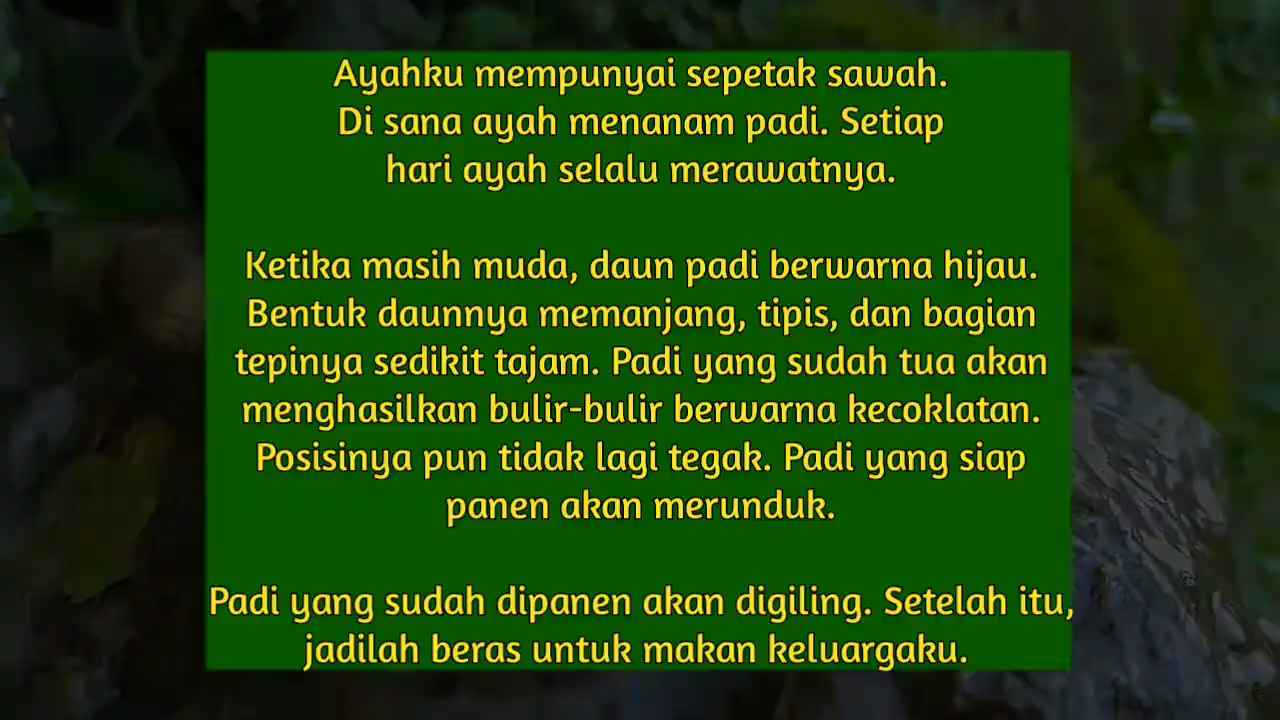 Ayahku mempunyai sepetak sawah.
Di sana ayah menanam padi. Setiap
hari ayah selalu merawatnya.
Ketika masih muda, daun padi berwarna hijau.
Bentuk daunnya memanjang, tipis, dan bagian
tepinya sedikit tajam. Padi yang sudah tua akan
menghasilkan bulir-bulir berwarna kecoklatan.
Posisinya pun tidak lagi tegak. Padi yang siap
panen akan merunduk.
Padi yang sudah dipanen akan digiling. Setelah itu,
jadilah beras untuk makan keluargaku.